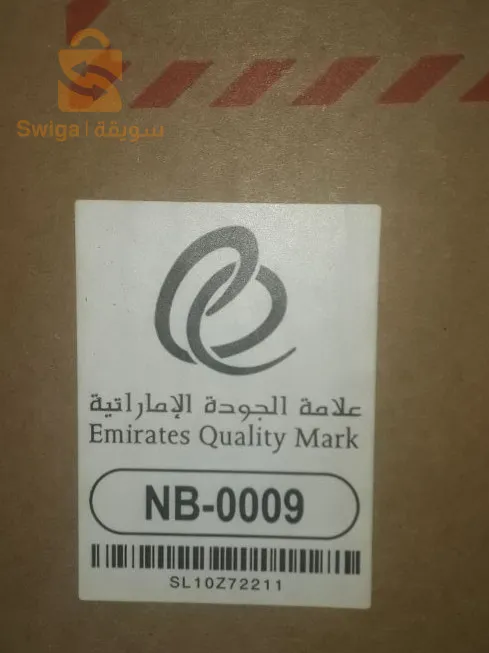 Swiga | سويقة
علامة الجودة الإماراتية
Emirates Quality Mark
NB-0009
SL10Z72211